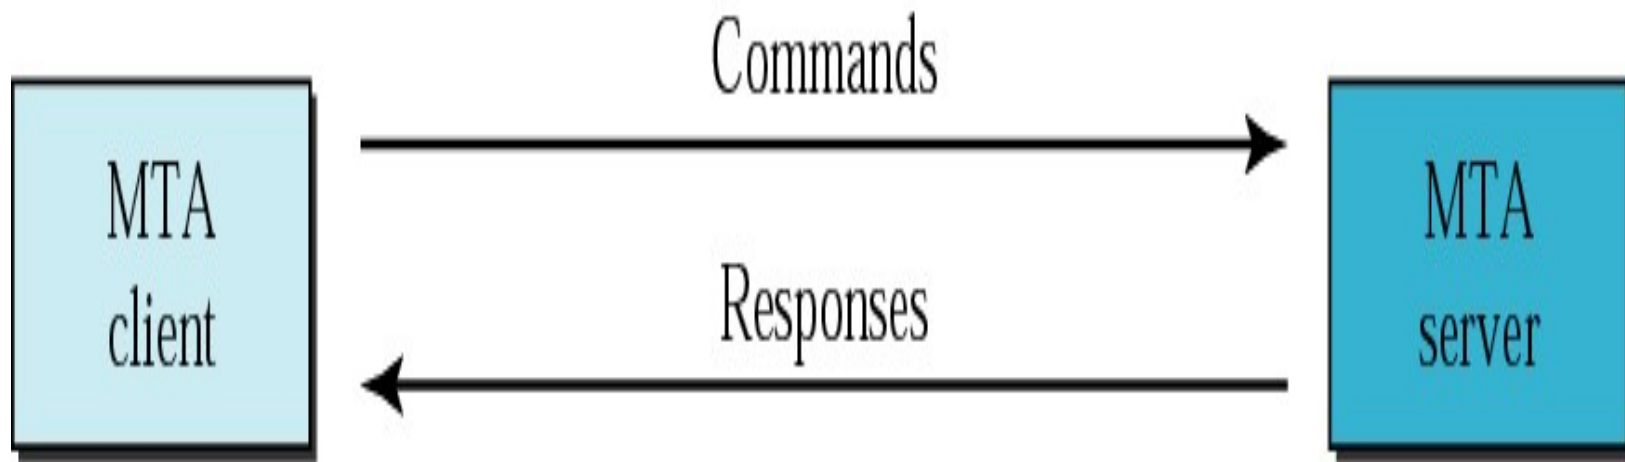 Commands
MTA
client
MTA
server
Responses